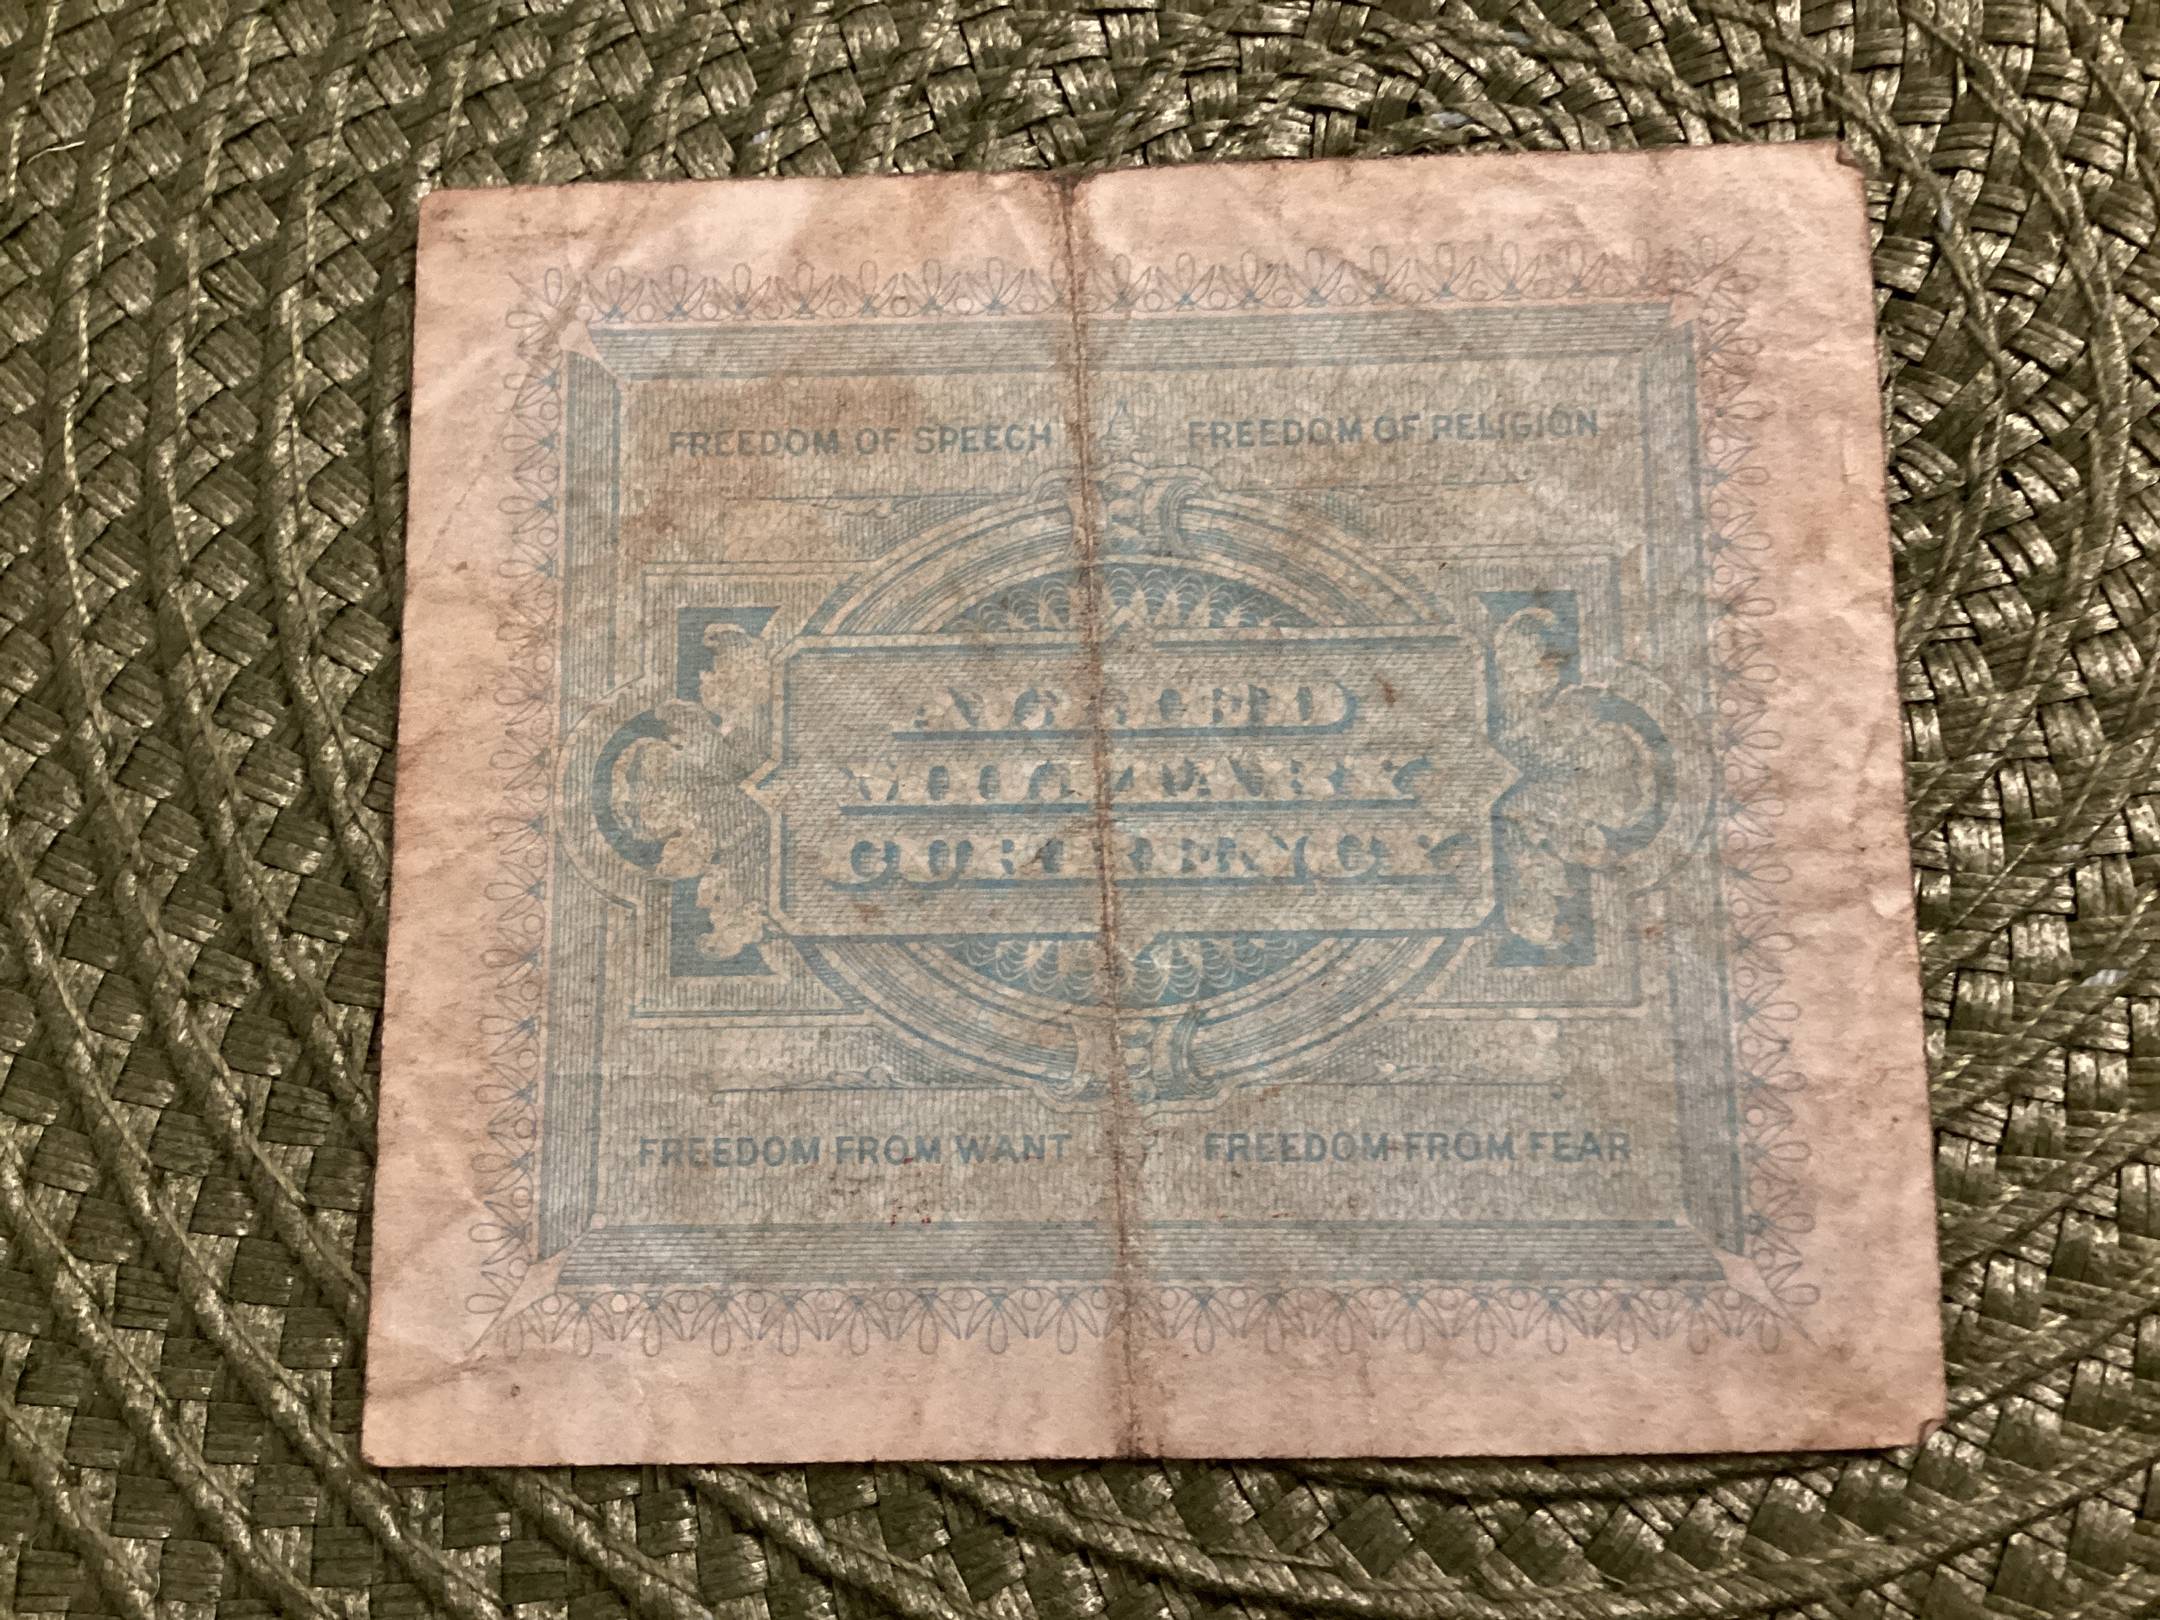 FREEDOM OF SPEECH FREEDOM OF RELIGION
ALLIED
MILITARY
CURRENCY
FREEDOM FROM WANT FREEDOM FROM FEAR